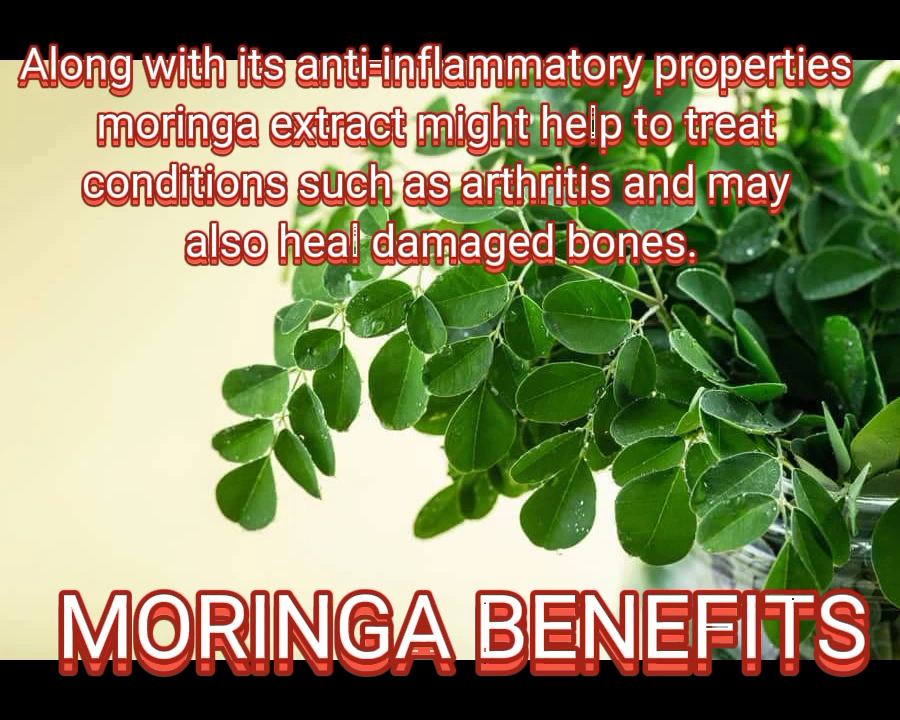 Along with its anti-inflammatory properties
moringa extract might help to treat
conditions such as arthritis and may
also heal damaged bones.
MORINGA BENEFITS